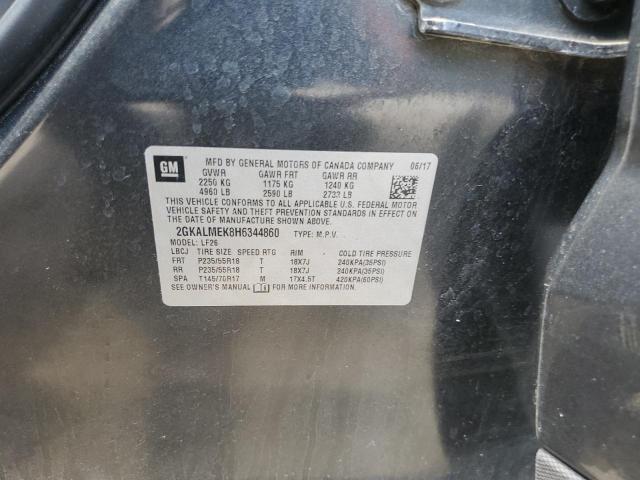 GM
MFD BY GENERAL MOTORS OF CANADA COMPANY 06/17
GVWR GAWR FRT GAWR RR
2250 KG 1175 KG 1240 KG
4960 LB 2590 LB 2733 LB
THIS VEHICLE CONFORMS TO ALL APPLICABLE U.S. FEDERAL MOTOR
VEHICLE SAFETY AND THEFT PREVENTION STANDARDS IN EFFECT ON
THE DATE OF MANUFACTURE SHOWN ABOVE.
2GKALMEK8H6344860 TYPE: M.P.V.
MODEL: LF26
TIRE SIZE SPEED RTG RIM COLD TIRE PRESSURE
FRT P235/55R18 T 18X7J 240KPA(35PSI)
RR P235/55R18 T 18X7J 240KPA(35PSI)
SPA T145/70R17 M 17X4.5T 420KPA(60PSI)
SEE OWNER'S MANUAL FOR MORE INFORMATION.